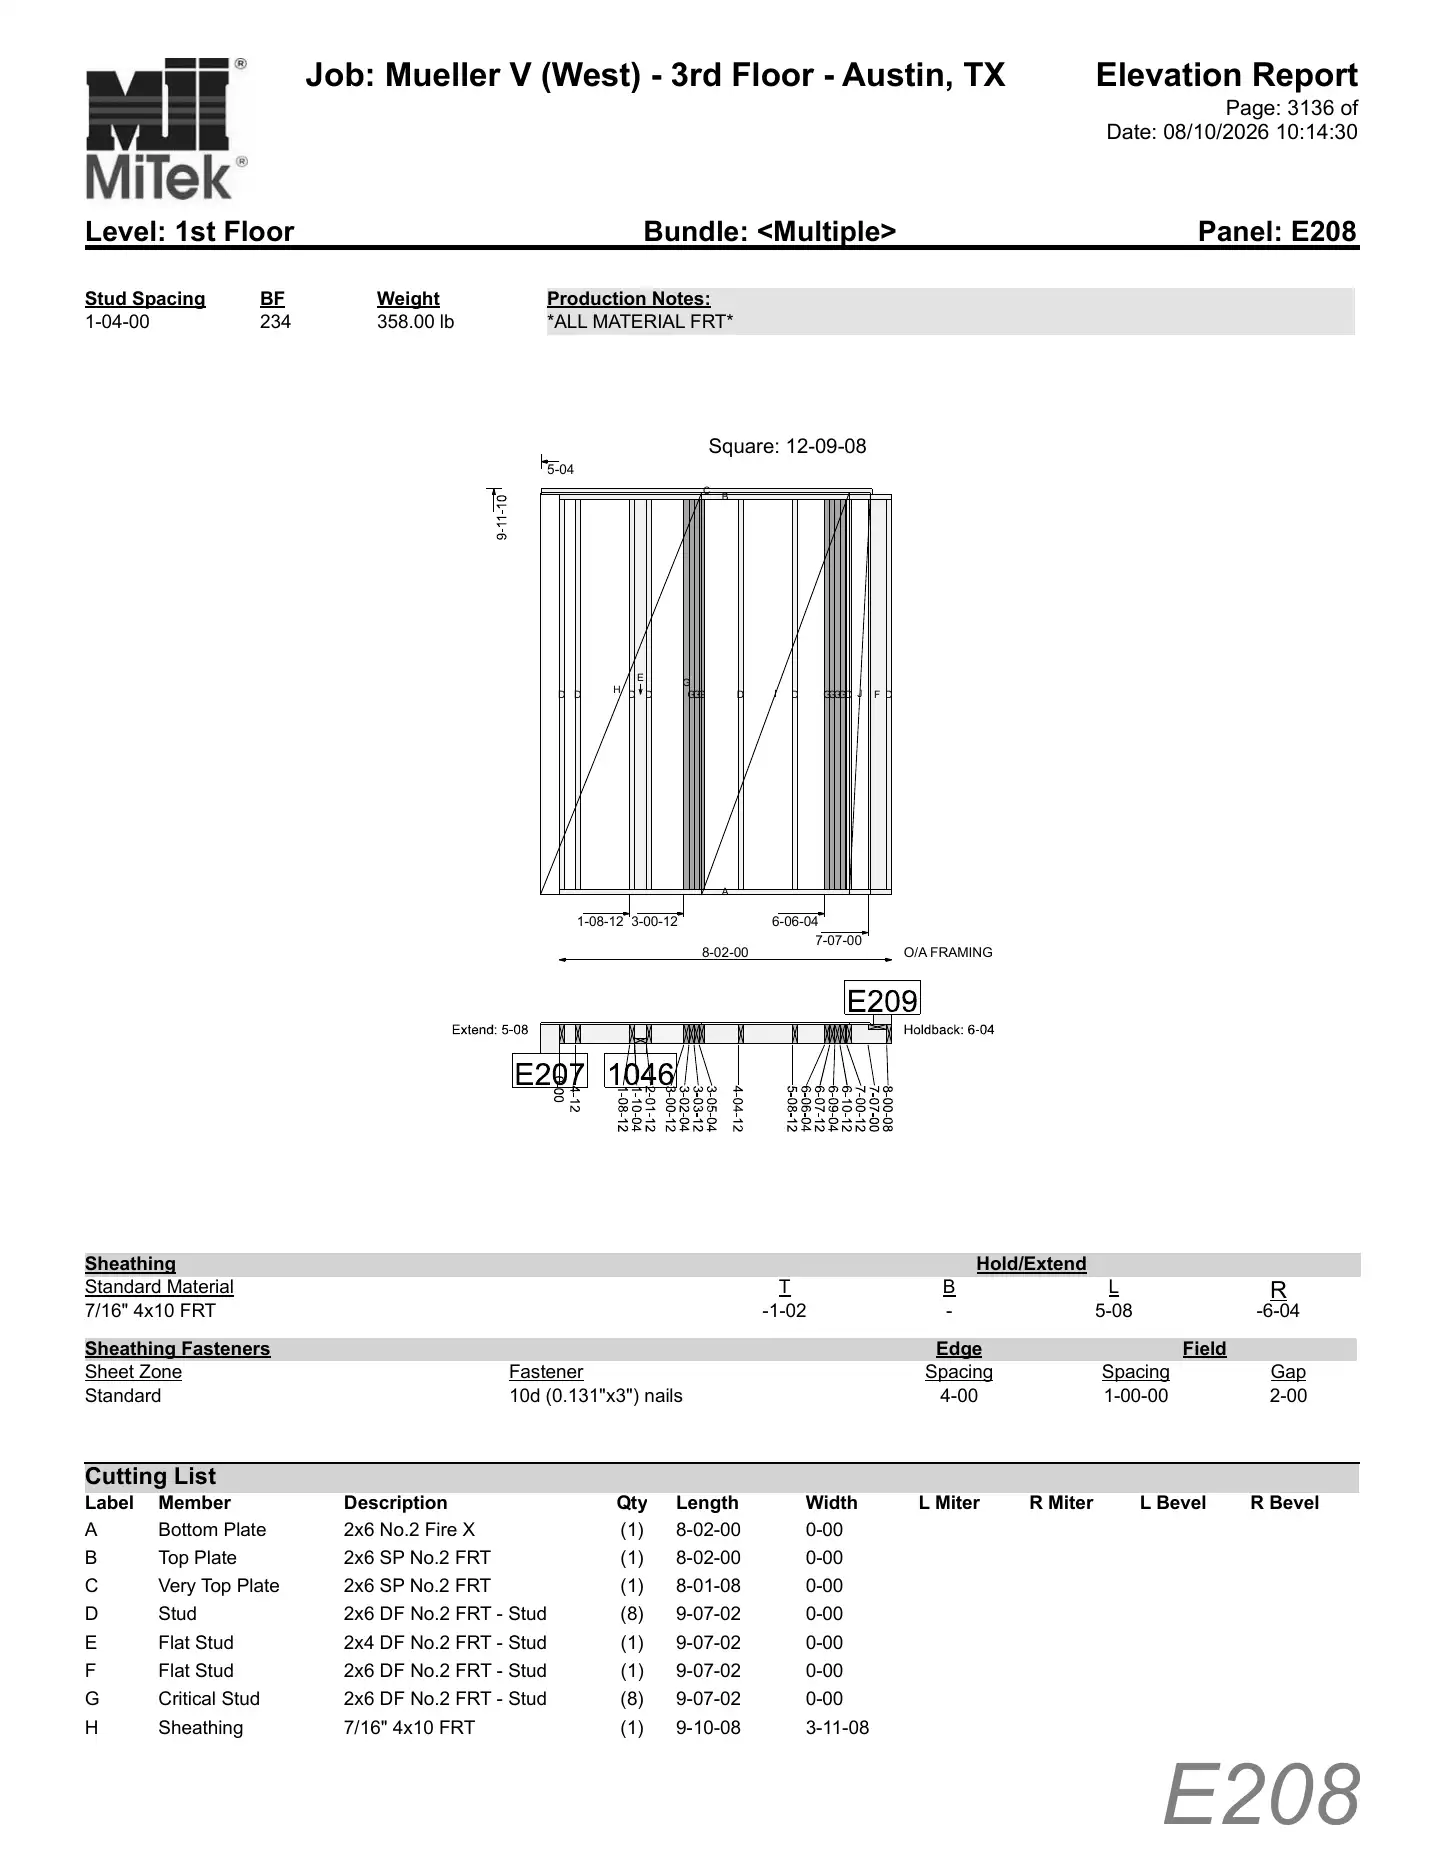 Job: Mueller V (West) - 3rd Floor - Austin, TX
Elevation Report
Page: 3136 of
Date: 08/10/2026 10:14:30
MiTek®
Level: 1st Floor Bundle: <Multiple> Panel: E208
Stud Spacing BF Weight Production Notes:
1-04-00 234 358.00 lb *ALL MATERIAL FRT*
Square: 12-09-08
5-04
9-11-10
C
B
E
G
H
D D D D G G G D I D G G G G D J F D
A
1-08-12 3-00-12 6-06-04
7-07-00
8-02-00 O/A FRAMING
E209
Extend: 5-08 Holdback: 6-04
E207 1046
4-12 1-08-12 1-10-04 2-01-12 3-00-12 3-02-04 3-03-12 3-05-04 4-04-12 5-08-12 6-06-04 6-07-12 6-09-04 6-10-12 7-00-12 7-07-00 8-00-08
Sheathing Hold/Extend
Standard Material T B L R
7/16" 4x10 FRT -1-02 - 5-08 -6-04
Sheathing Fasteners Edge Field
Sheet Zone Fastener Spacing Spacing Gap
Standard 10d (0.131"x3") nails 4-00 1-00-00 2-00
Cutting List
Label Member Description Qty Length Width L Miter R Miter L Bevel R Bevel
A Bottom Plate 2x6 No.2 Fire X (1) 8-02-00 0-00
B Top Plate 2x6 SP No.2 FRT (1) 8-02-00 0-00
C Very Top Plate 2x6 SP No.2 FRT (1) 8-01-08 0-00
D Stud 2x6 DF No.2 FRT - Stud (8) 9-07-02 0-00
E Flat Stud 2x4 DF No.2 FRT - Stud (1) 9-07-02 0-00
F Flat Stud 2x6 DF No.2 FRT - Stud (1) 9-07-02 0-00
G Critical Stud 2x6 DF No.2 FRT - Stud (8) 9-07-02 0-00
H Sheathing 7/16" 4x10 FRT (1) 9-10-08 3-11-08
E208